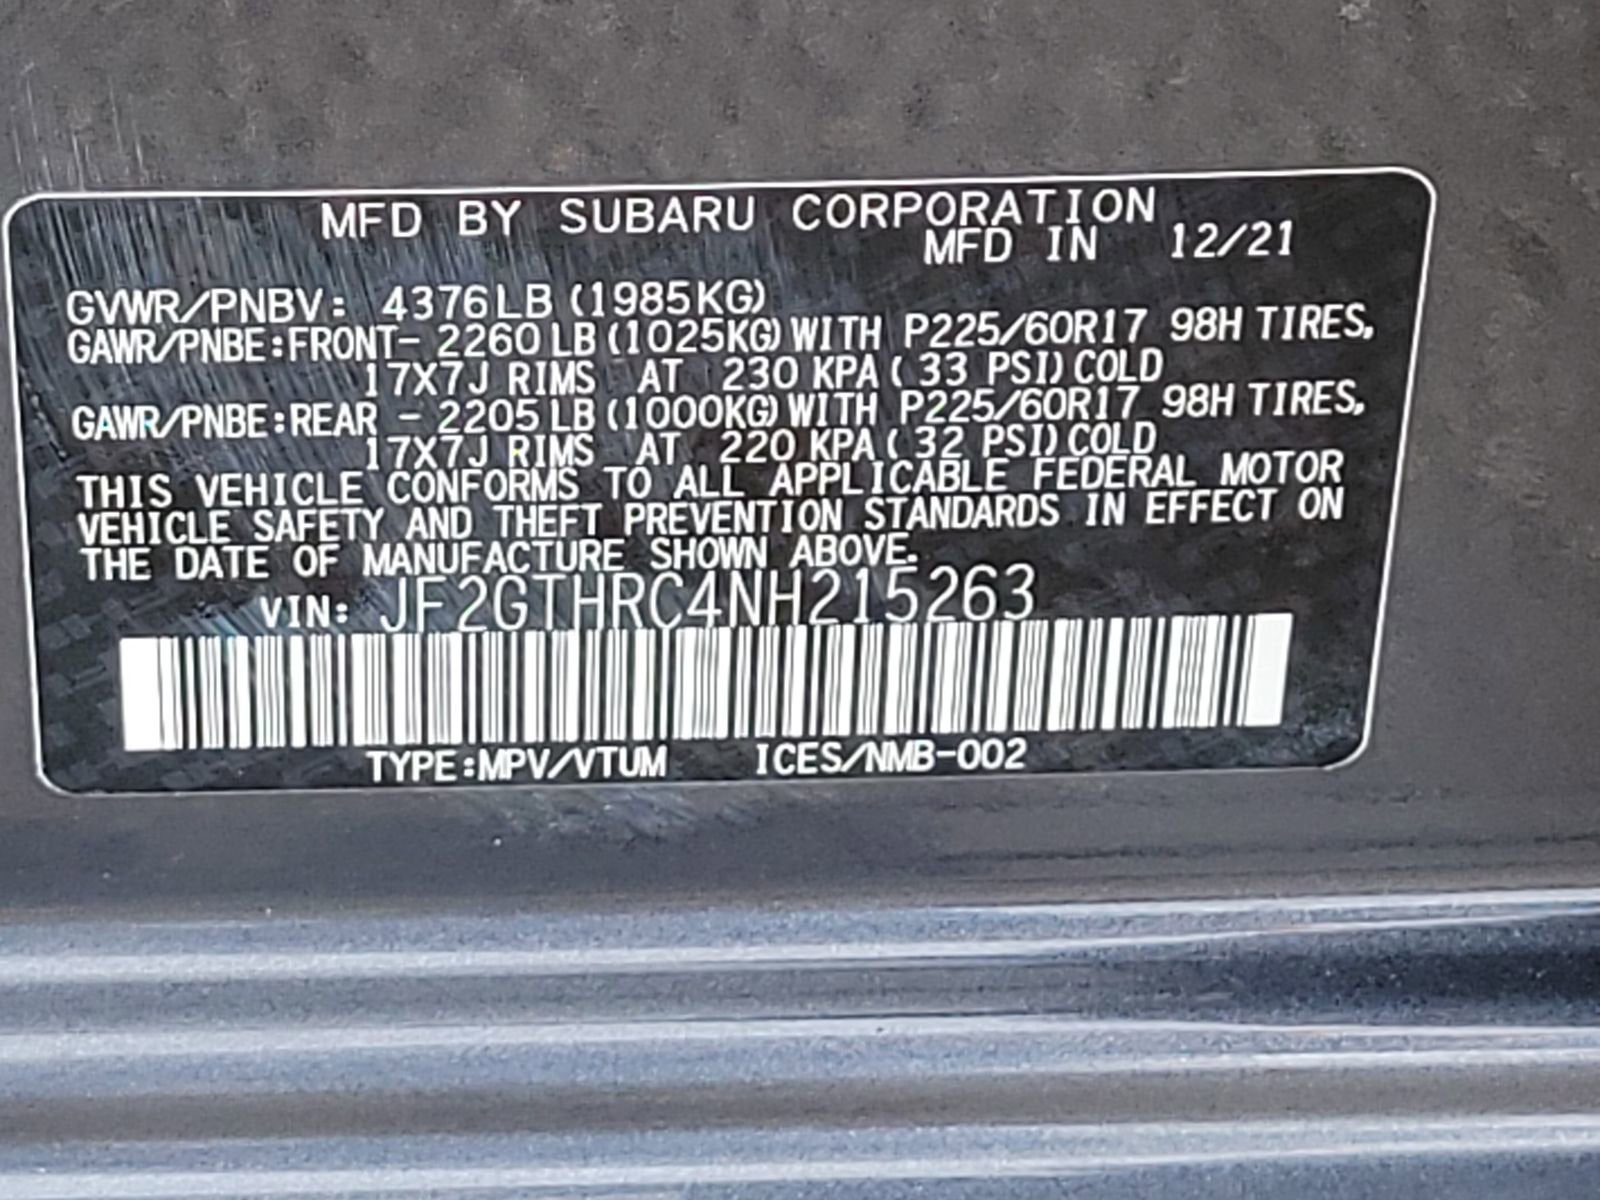 MFD BY SUBARU CORPORATION
MFD IN 12/21
GVWR/PNBV: 4376LB (1985KG)
GAWR/PNBE:FRONT- 2260 LB (1025KG) WITH P225/60R17 98H TIRES,
17X7J RIMS AT 230 KPA ( 33 PSI) COLD
GAWR/PNBE:REAR - 2205 LB (1000KG) WITH P225/60R17 98H TIRES,
17X7J RIMS AT 220 KPA ( 32 PSI) COLD
THIS VEHICLE CONFORMS TO ALL APPLICABLE FEDERAL MOTOR
VEHICLE SAFETY AND THEFT PREVENTION STANDARDS IN EFFECT ON
THE DATE OF MANUFACTURE SHOWN ABOVE.
VIN: JF2GTHRC4NH215263
TYPE:MPV/VTUM ICES/NMB-002